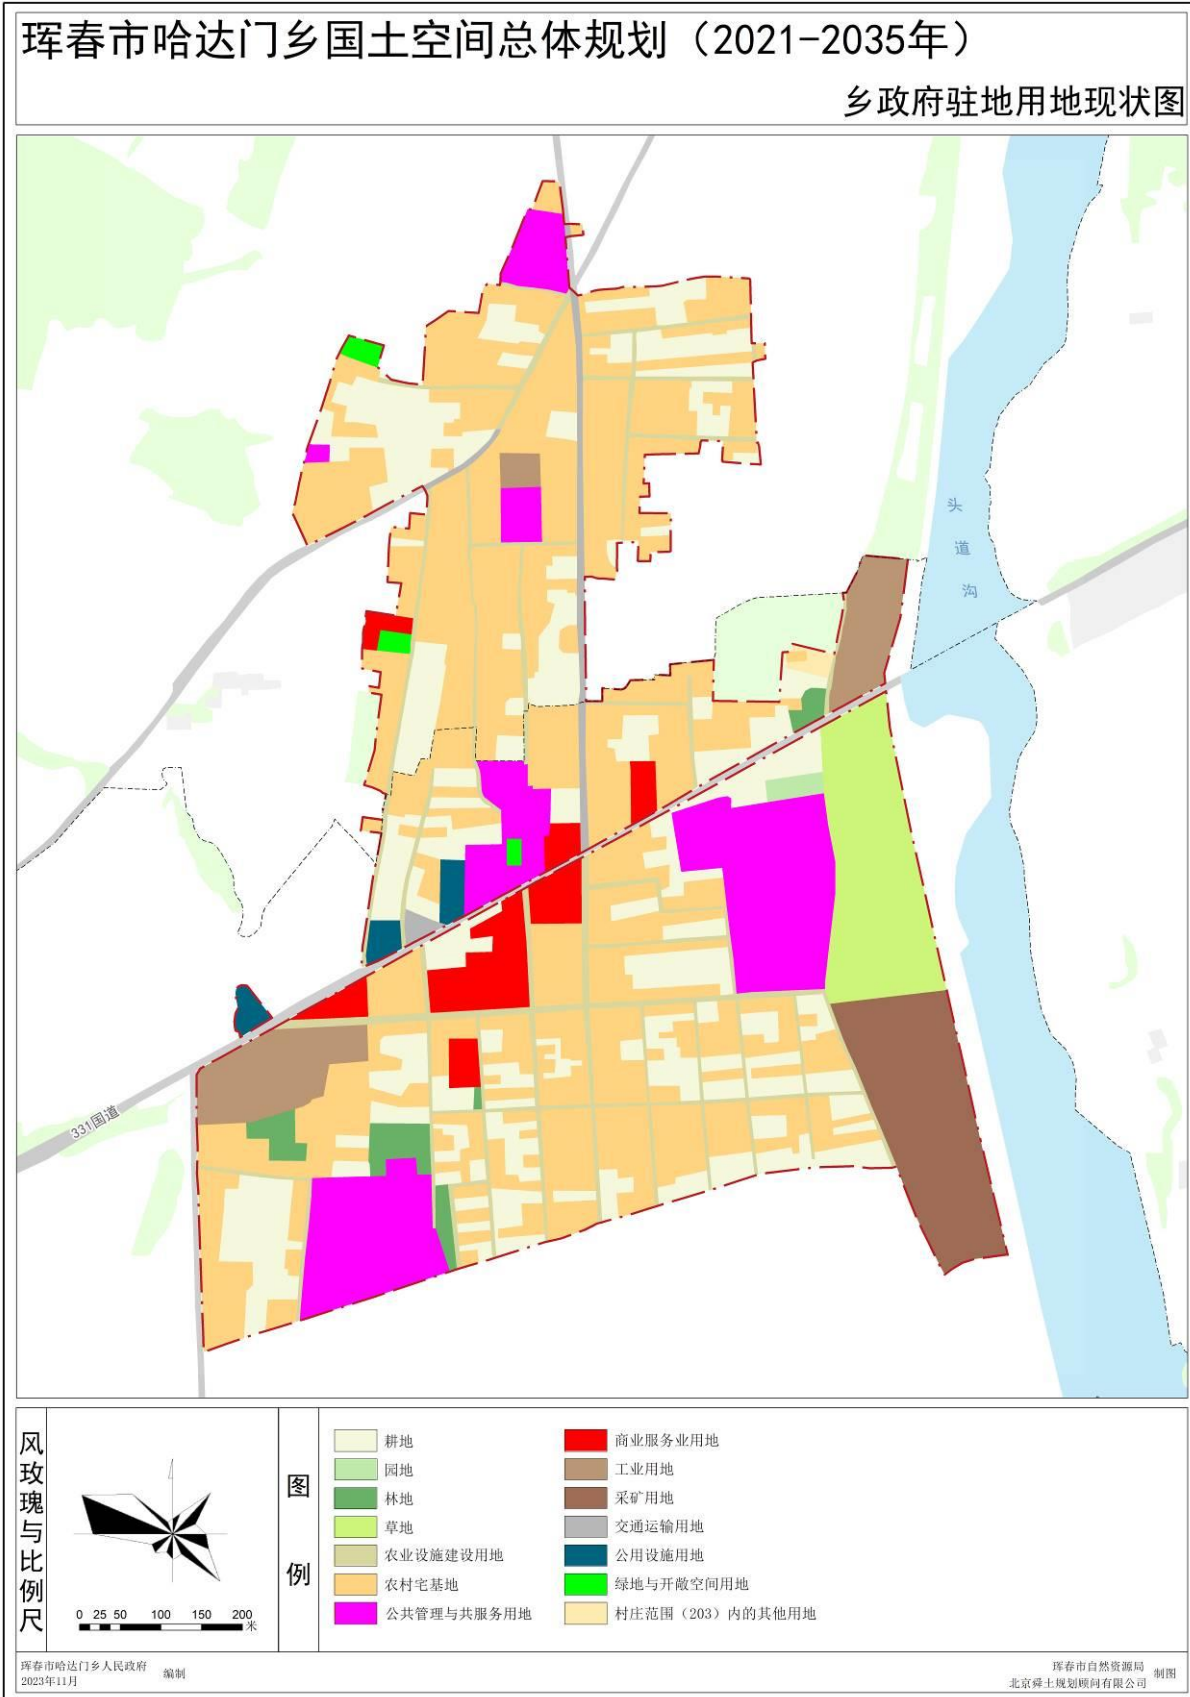 珲春市哈达门乡国土空间总体规划（2021-2035年）
乡政府驻地用地现状图
头
道
沟
331国道
风玫瑰与比例尺
0 25 50 100 150 200
米
图例
耕地
园地
林地
草地
农业设施建设用地
农村宅基地
公共管理与共服务用地
商业服务业用地
工业用地
采矿用地
交通运输用地
公用设施用地
绿地与开敞空间用地
村庄范围（203）内的其他用地
珲春市哈达门乡人民政府 编制
2023年11月
珲春市自然资源局
北京舜土规划顾问有限公司 制图